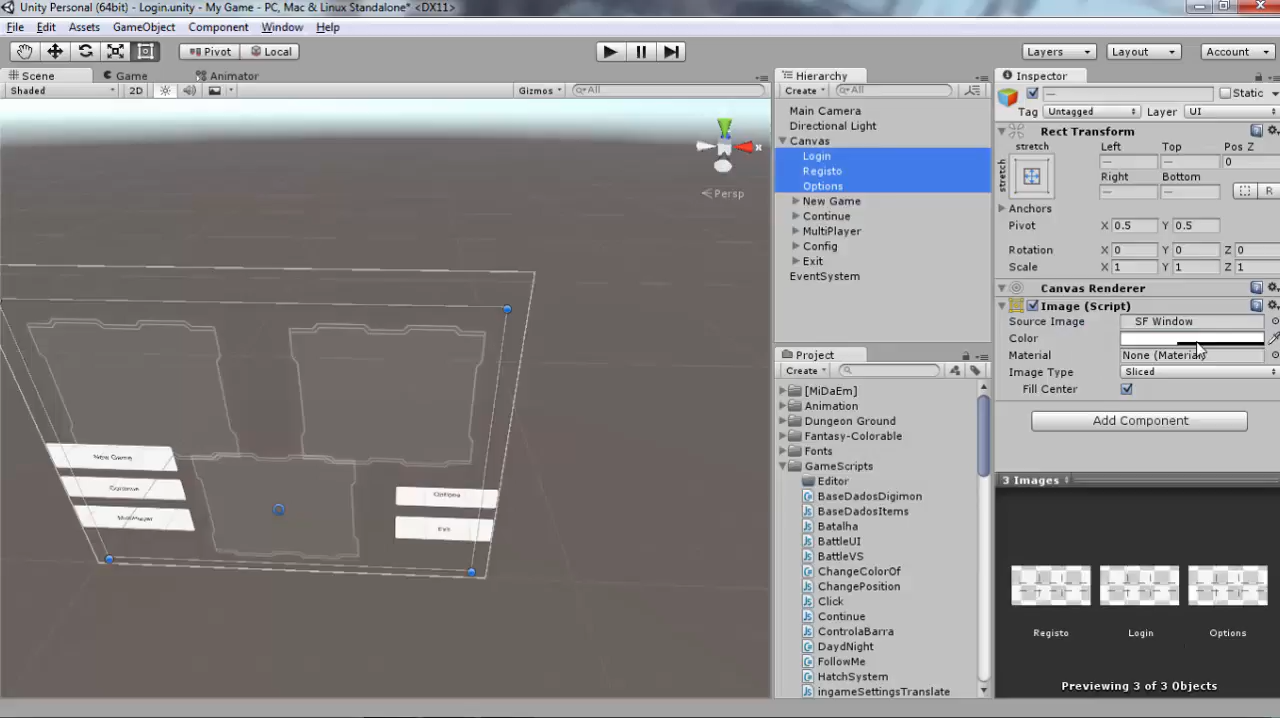 Unity Personal (64bit) - Login.unity - My Game - PC, Mac & Linux Standalone* <DX11>
File Edit Assets GameObject Component Window Help
Pivot Local Layers Layout Account
Scene Game Animator
Shaded 2D Gizmos All
Persp
New Game
Continue
MultiPlayer
Options
Exit
Hierarchy
Create All
Main Camera
Directional Light
Canvas
Login
Registo
Options
New Game
Continue
MultiPlayer
Config
Exit
EventSystem
Project
Create
[MiDaEm]
Animation
Dungeon Ground
Fantasy-Colorable
Fonts
GameScripts
Editor
BaseDadosDigimon
BaseDadosItems
Batalha
BattleUI
BattleVS
ChangeColorOf
ChangePosition
Click
Continue
ControlaBarra
DaydNight
FollowMe
HatchSystem
ingameSettingsTranslate
Inspector
— Static
Tag Untagged Layer UI
Rect Transform
stretch Left Top Pos Z
stretch — — 0
Right Bottom
— — R
Anchors
Pivot X 0.5 Y 0.5
Rotation X 0 Y 0 Z 0
Scale X 1 Y 1 Z 1
Canvas Renderer
Image (Script)
Source Image SF Window
Color
Material None (Material)
Image Type Sliced
Fill Center
Add Component
3 Images
Registo Login Options
Previewing 3 of 3 Objects